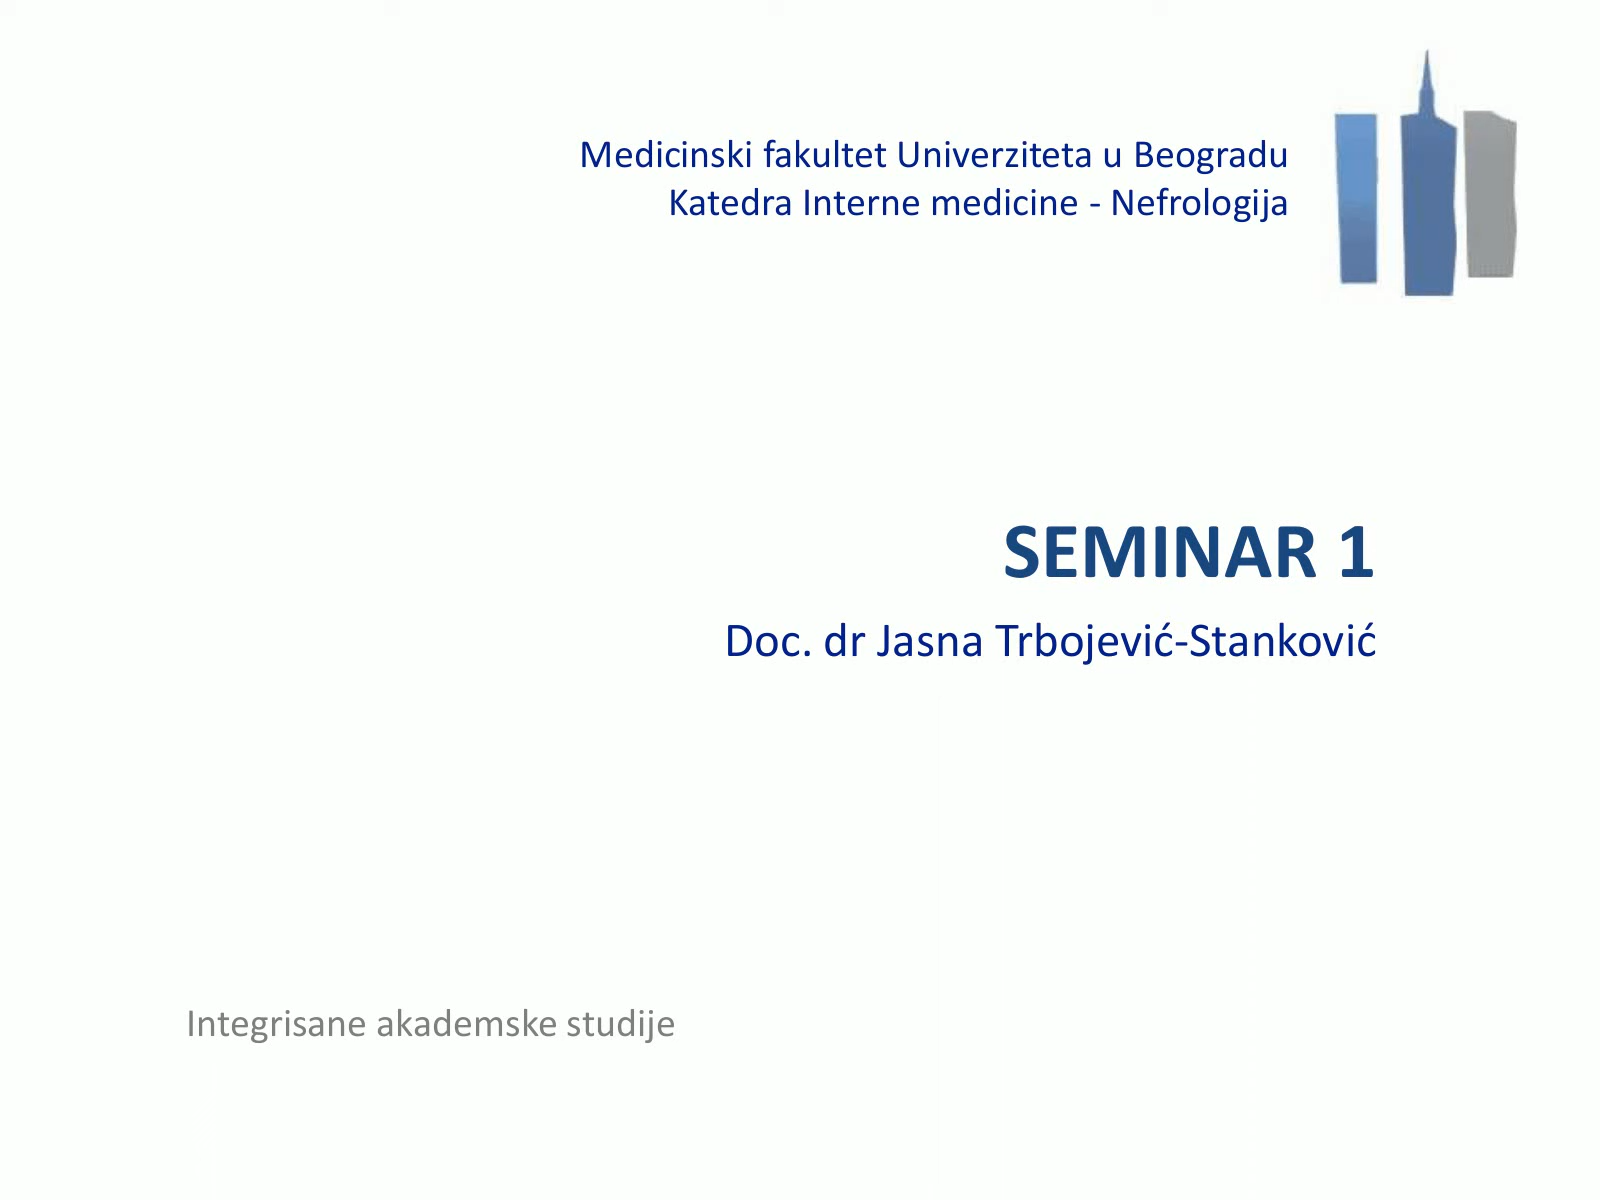 Medicinski fakultet Univerziteta u Beogradu
Katedra Interne medicine - Nefrologija
SEMINAR 1
Doc. dr Jasna Trbojević-Stanković
Integrisane akademske studije